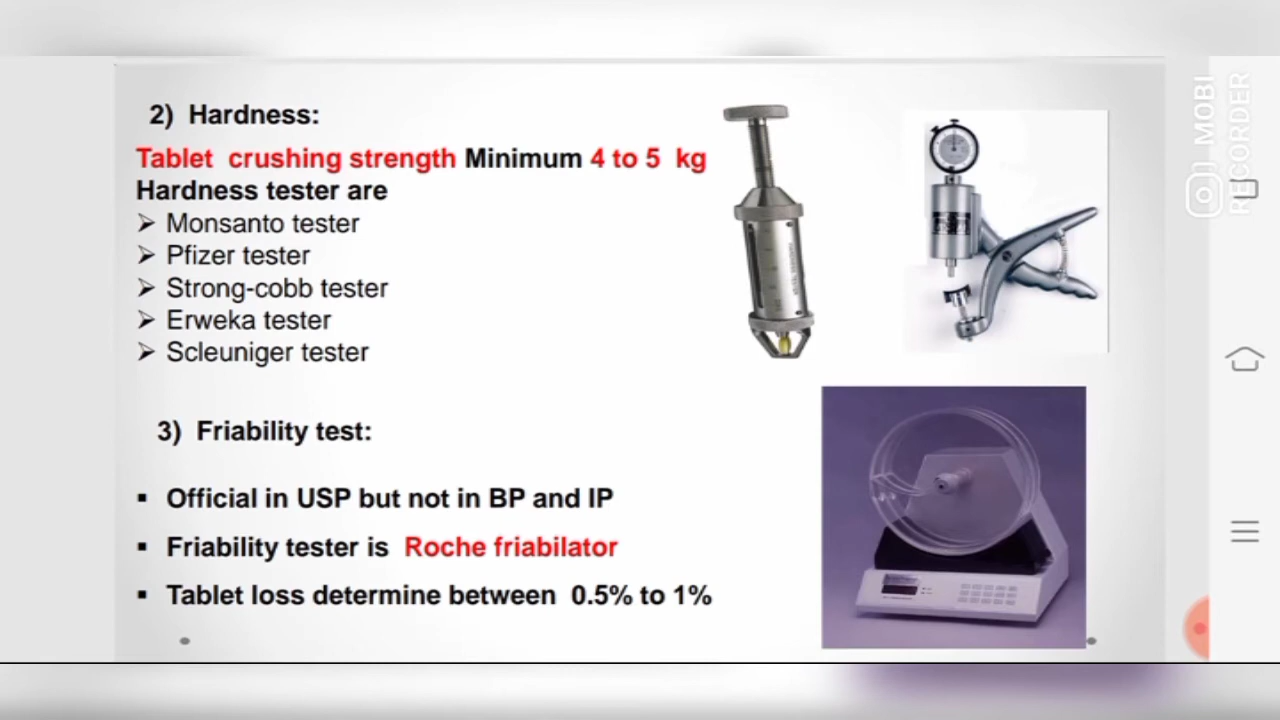 2) Hardness:
Tablet crushing strength Minimum 4 to 5 kg
Hardness tester are
➢ Monsanto tester
➢ Pfizer tester
➢ Strong-cobb tester
➢ Erweka tester
➢ Scleuniger tester
3) Friability test:
▪ Official in USP but not in BP and IP
▪ Friability tester is Roche friabilator
▪ Tablet loss determine between 0.5% to 1%
MOBI
RECORDER